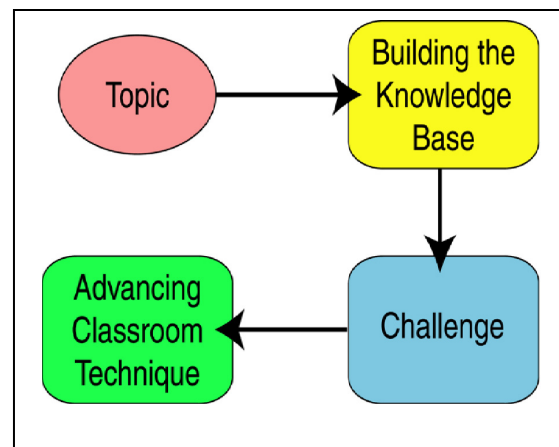 Topic
Building the
Knowledge
Base
Challenge
Advancing
Classroom
Technique